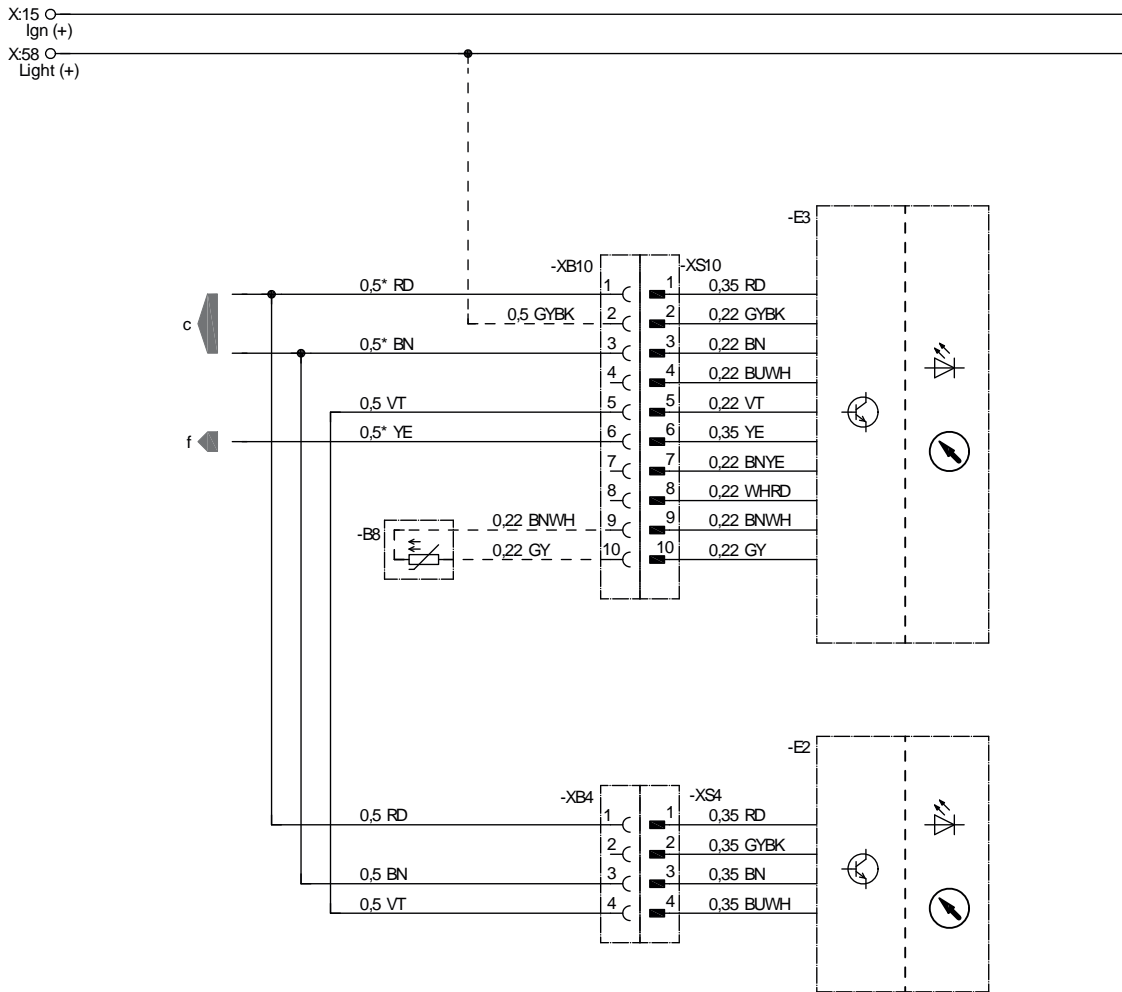 X:15
Ign (+)
X:58
Light (+)
-E3
-XB10 -XS10
0,5* RD 1 1 0,35 RD
c 0,5 GYBK 2 2 0,22 GYBK
0,5* BN 3 3 0,22 BN
4 4 0,22 BUWH
0,5 VT 5 5 0,22 VT
f 0,5* YE 6 6 0,35 YE
7 7 0,22 BNYE
8 8 0,22 WHRD
-B8 0,22 BNWH 9 9 0,22 BNWH
0,22 GY 10 10 0,22 GY
-E2
-XB4 -XS4
0,5 RD 1 1 0,35 RD
2 2 0,35 GYBK
0,5 BN 3 3 0,35 BN
0,5 VT 4 4 0,35 BUWH